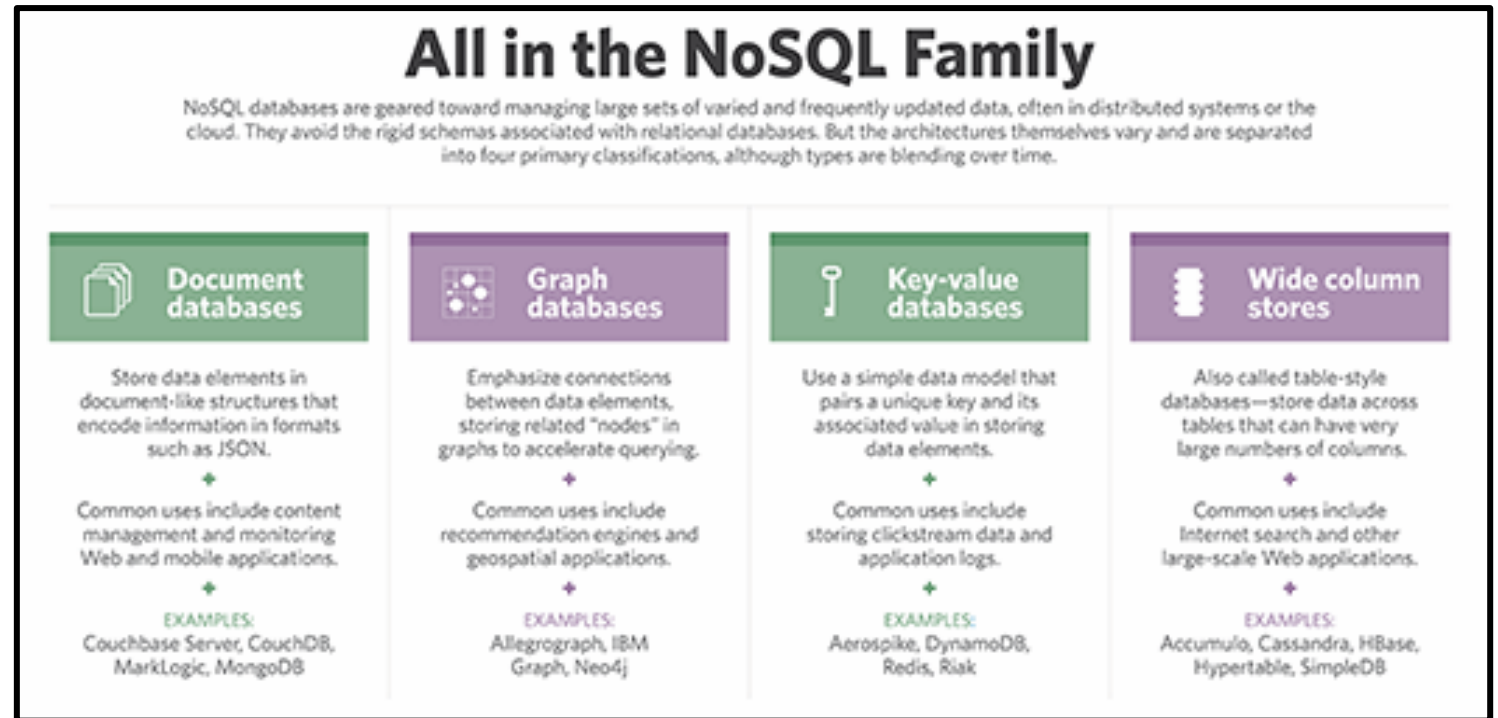 All in the NoSQL Family
NoSQL databases are geared toward managing large sets of varied and frequently updated data, often in distributed systems or the
cloud. They avoid the rigid schemas associated with relational databases. But the architectures themselves vary and are separated
into four primary classifications, although types are blending over time.
Document
databases
Store data elements in
document-like structures that
encode information in formats
such as JSON.
+
Common uses include content
management and monitoring
Web and mobile applications.
+
EXAMPLES:
Couchbase Server, CouchDB,
MarkLogic, MongoDB
Graph
databases
Emphasize connections
between data elements,
storing related “nodes” in
graphs to accelerate querying.
+
Common uses include
recommendation engines and
geospatial applications.
+
EXAMPLES:
Allegrograph, IBM
Graph, Neo4j
Key-value
databases
Use a simple data model that
pairs a unique key and its
associated value in storing
data elements.
+
Common uses include
storing clickstream data and
application logs.
+
EXAMPLES:
Aerospike, DynamoDB,
Redis, Riak
Wide column
stores
Also called table-style
databases—store data across
tables that can have very
large numbers of columns.
+
Common uses include
Internet search and other
large-scale Web applications.
+
EXAMPLES:
Accumulo, Cassandra, HBase,
Hypertable, SimpleDB